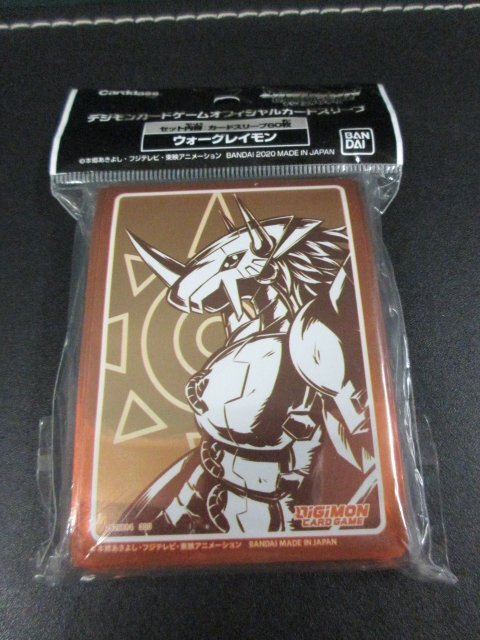 Carddass
デジモンカードゲームオフィシャルカードスリーブ
セット内容 カードスリーブ60枚
ウォーグレイモン
BAN
DAI
©本郷あきよし・フジテレビ・東映アニメーション BANDAI 2020 MADE IN JAPAN
DIGIMON
CARD GAME
©本郷あきよし・フジテレビ・東映アニメーション BANDAI MADE IN JAPAN